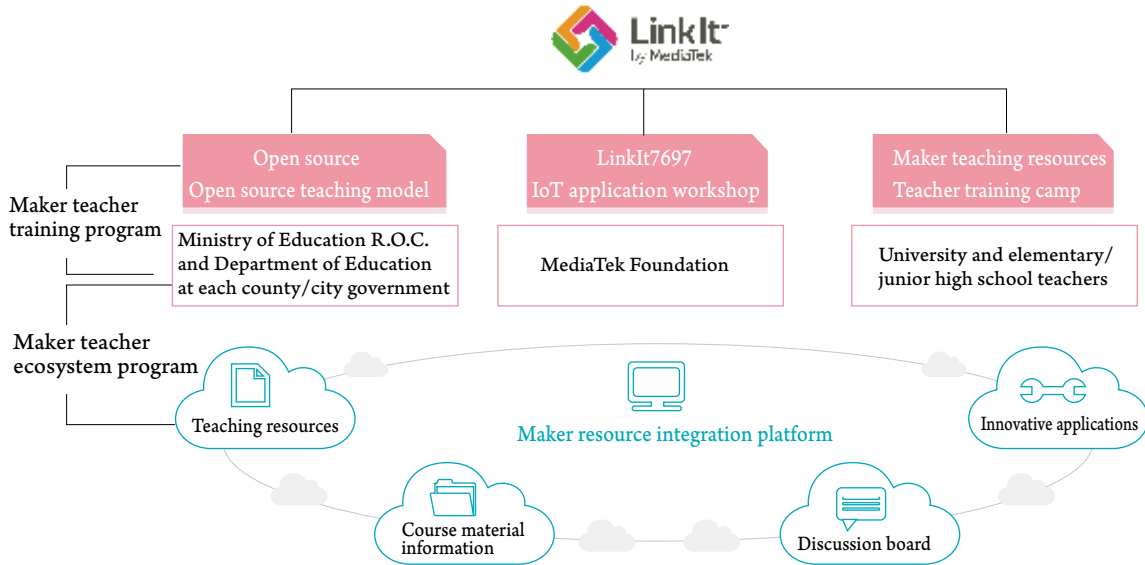 LinkIt™
by MediaTek
Open source
Open source teaching model
LinkIt7697
IoT application workshop
Maker teaching resources
Teacher training camp
Maker teacher
training program
Ministry of Education R.O.C.
and Department of Education
at each county/city government
MediaTek Foundation
University and elementary/
junior high school teachers
Maker teacher
ecosystem program
Teaching resources
Maker resource integration platform
Innovative applications
Course material
information
Discussion board